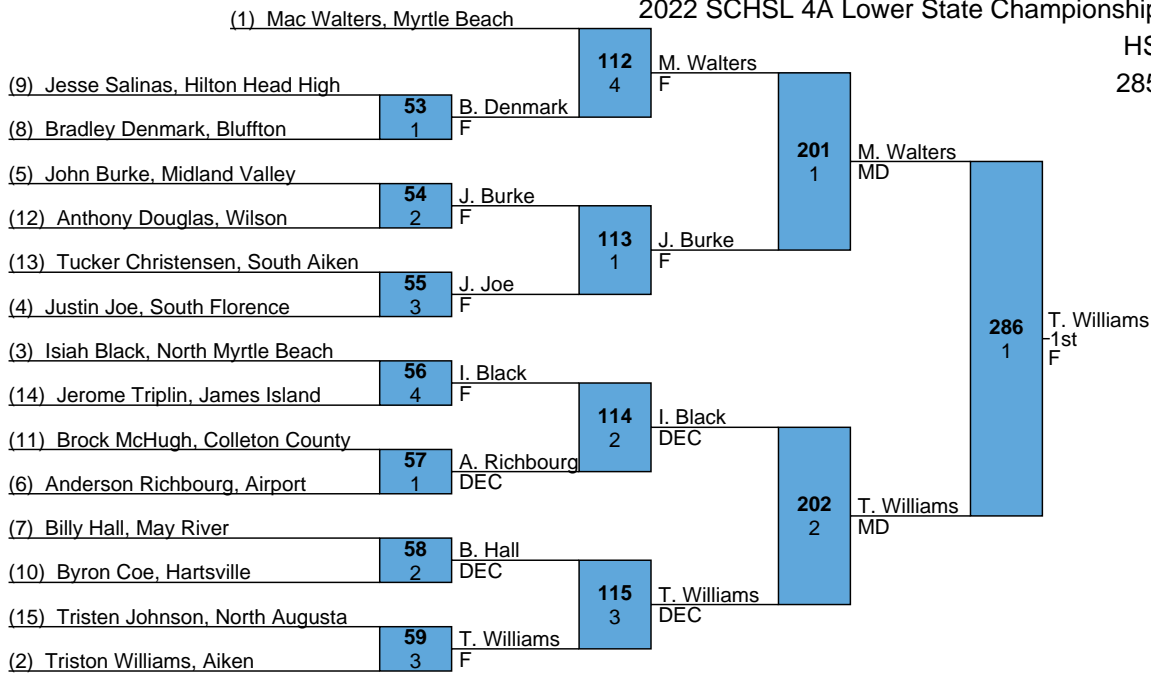 2022 SCHSL 4A Lower State Championship
HS
285
(1) Mac Walters, Myrtle Beach
(9) Jesse Salinas, Hilton Head High
(8) Bradley Denmark, Bluffton
(5) John Burke, Midland Valley
(12) Anthony Douglas, Wilson
(13) Tucker Christensen, South Aiken
(4) Justin Joe, South Florence
(3) Isiah Black, North Myrtle Beach
(14) Jerome Triplin, James Island
(11) Brock McHugh, Colleton County
(6) Anderson Richbourg, Airport
(7) Billy Hall, May River
(10) Byron Coe, Hartsville
(15) Tristen Johnson, North Augusta
(2) Triston Williams, Aiken
53
1
54
2
55
3
56
4
57
1
58
2
59
3
B. Denmark
F
J. Burke
F
J. Joe
F
I. Black
F
A. Richbourg
DEC
B. Hall
DEC
T. Williams
F
112
4
113
1
114
2
115
3
M. Walters
F
J. Burke
F
I. Black
DEC
T. Williams
DEC
201
1
202
2
M. Walters
MD
T. Williams
MD
286
1
T. Williams
1st
F